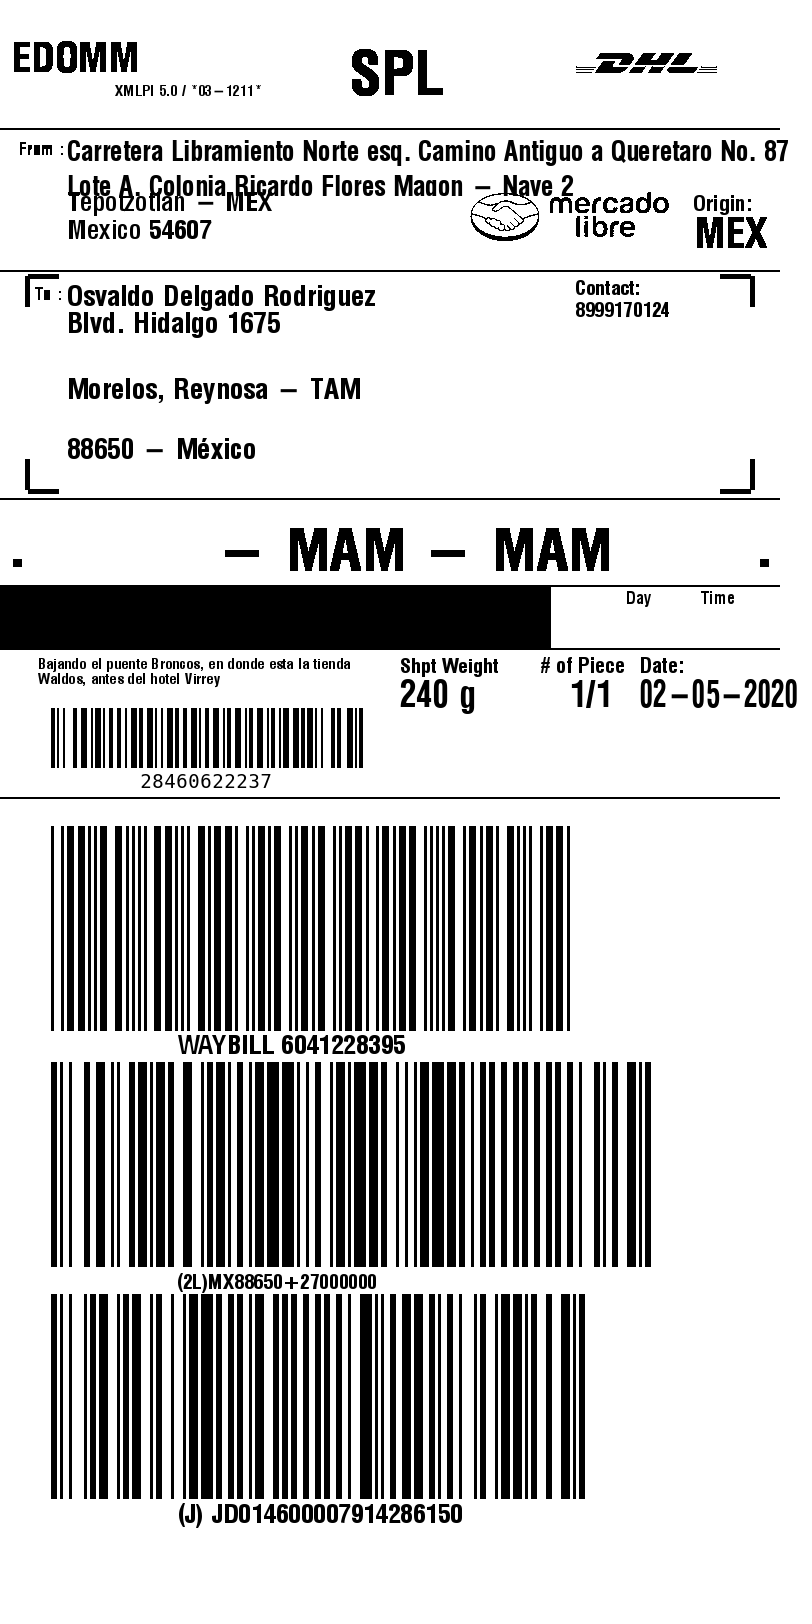 EDOMM
SPL
DHL
XMLPI 5.0 / *03-1211*
From : Carretera Libramiento Norte esq. Camino Antiguo a Queretaro No. 87
Lote A. Colonia Ricardo Flores Magon - Nave 2
Tepotzotlán - MEX
Mexico 54607
mercado
libre
Origin:
MEX
To : Osvaldo Delgado Rodriguez
Blvd. Hidalgo 1675
Contact:
8999170124
Morelos, Reynosa - TAM
88650 - México
. - MAM - MAM .
Day Time
Bajando el puente Broncos, en donde esta la tienda
Waldos, antes del hotel Virrey
Shpt Weight
240 g
# of Piece
1/1
Date:
02-05-2020
28460622237
WAYBILL 6041228395
(2L)MX88650+27000000
(J) JD014600007914286150